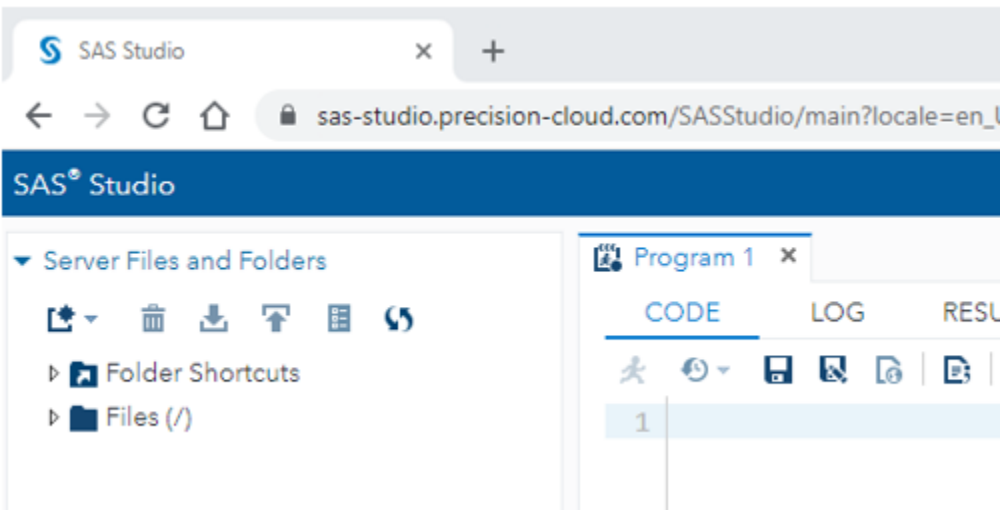 SAS Studio
sas-studio.precision-cloud.com/SASStudio/main?locale=en_
SAS® Studio
Server Files and Folders
Program 1
CODE LOG RESU
Folder Shortcuts
Files (/)
1